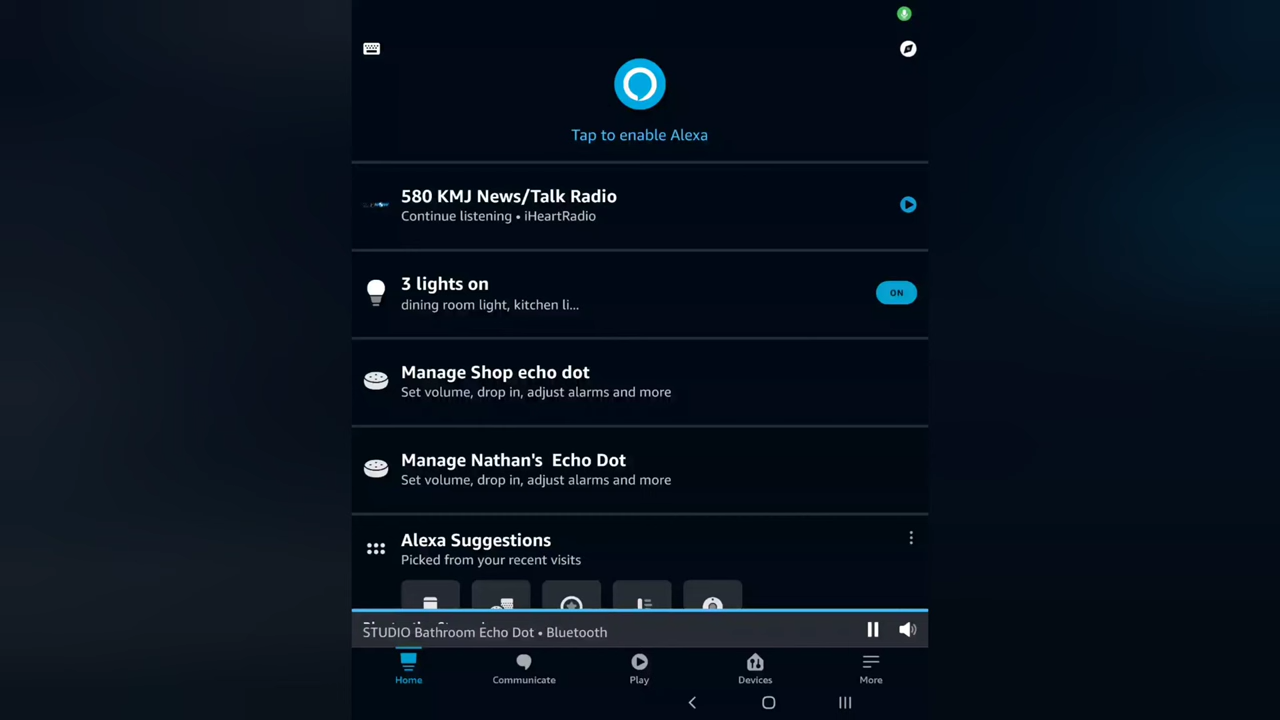 Tap to enable Alexa
580 KMJ News/Talk Radio
Continue listening • iHeartRadio
3 lights on
dining room light, kitchen li...
ON
Manage Shop echo dot
Set volume, drop in, adjust alarms and more
Manage Nathan's Echo Dot
Set volume, drop in, adjust alarms and more
Alexa Suggestions
Picked from your recent visits
STUDIO Bathroom Echo Dot • Bluetooth
Home
Communicate
Play
Devices
More